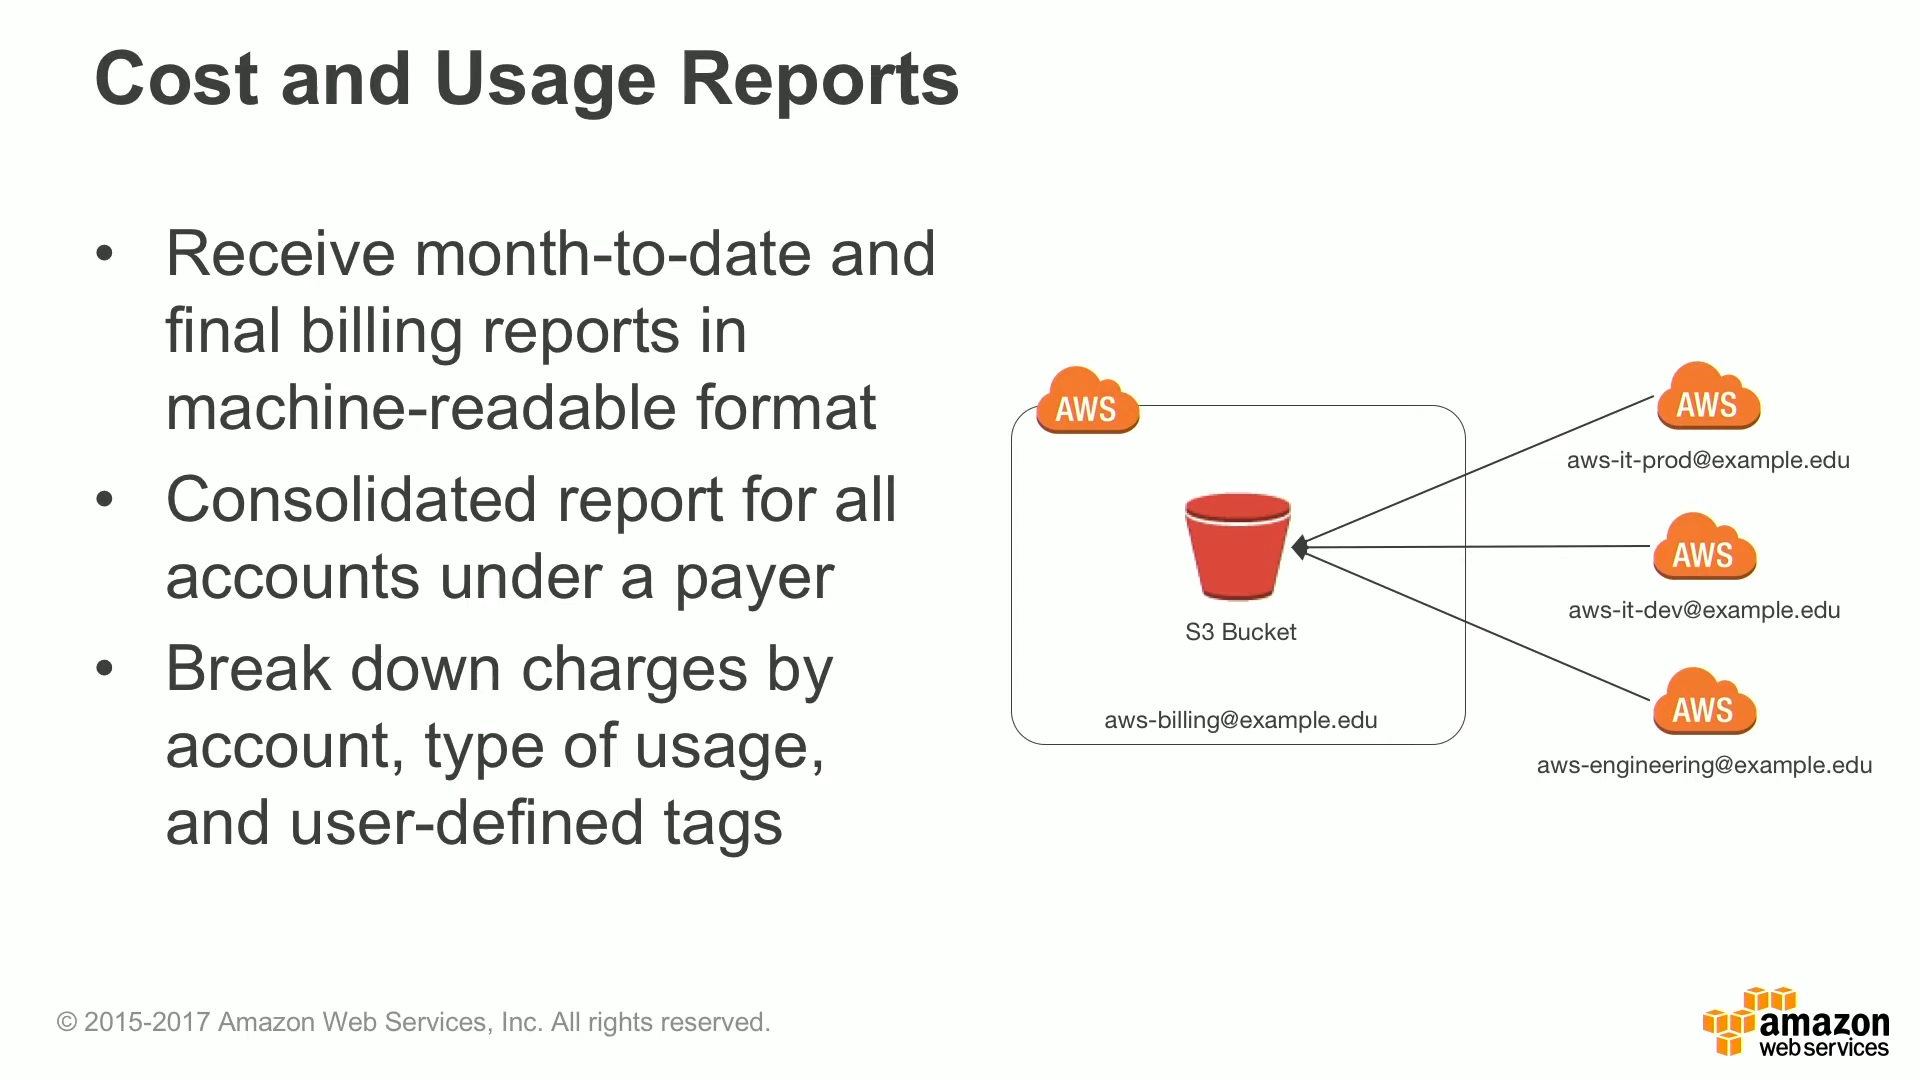 Cost and Usage Reports
• Receive month-to-date and
final billing reports in
machine-readable format
• Consolidated report for all
accounts under a payer
• Break down charges by
account, type of usage,
and user-defined tags
AWS
S3 Bucket
aws-billing@example.edu
AWS
aws-it-prod@example.edu
AWS
aws-it-dev@example.edu
AWS
aws-engineering@example.edu
© 2015-2017 Amazon Web Services, Inc. All rights reserved.
amazon
web services